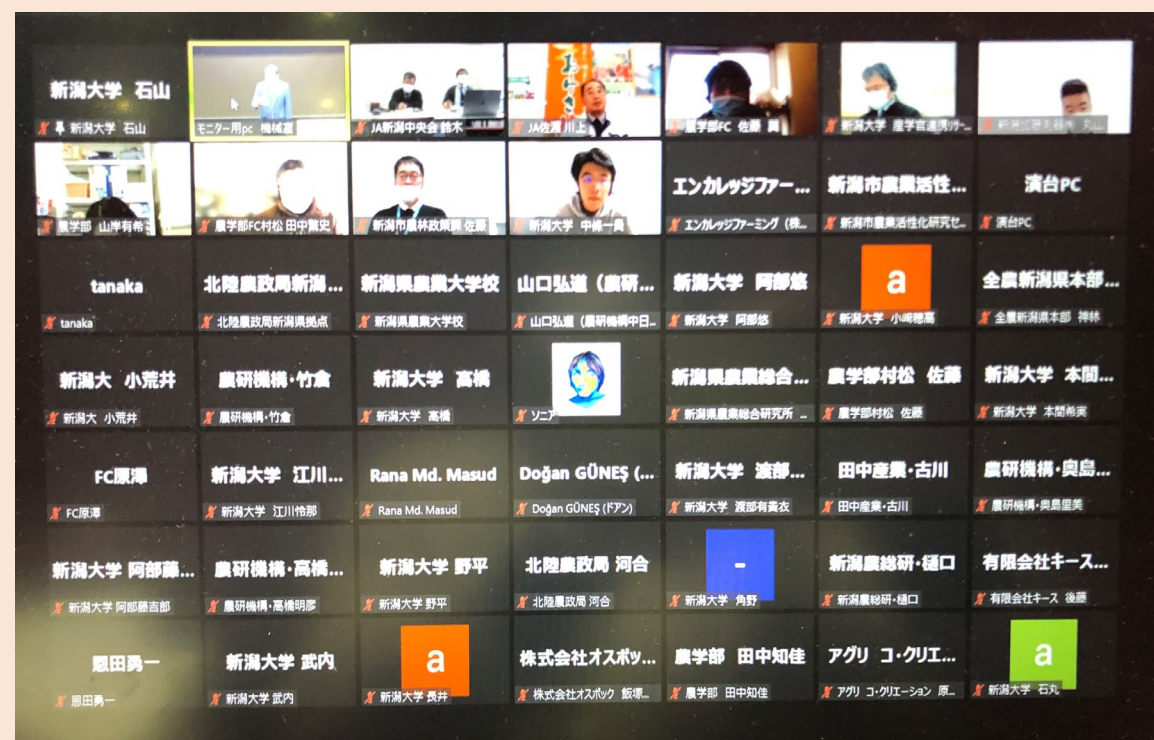 新潟大学 石山
新潟大学 石山
モニター用pc 機械室
JA新潟中央会 鈴木
おけさ
JA佐渡 川上
農学部FC 佐藤
新潟大学 産学官連携リサー...
農学部 山岸有希
農学部FC村松 田中繁史
新潟市農林政策課 佐藤
新潟大学 中條一貴
エンカレッジファー...
エンカレッジファーミング（株...
新潟市農業活性...
新潟市農業活性化研究セ...
演台PC
演台PC
tanaka
tanaka
北陸農政局新潟...
北陸農政局新潟県拠点
新潟県農業大学校
新潟県農業大学校
山口弘道（農研...
山口弘道（農研機構中日...
新潟大学 阿部悠
新潟大学 阿部悠
a
新潟大学 小崎穂高
全農新潟県本部...
全農新潟県本部 神林
新潟大 小荒井
新潟大 小荒井
農研機構・竹倉
農研機構・竹倉
新潟大学 高橋
新潟大学 高橋
ソニア
新潟県農業総合...
新潟県農業総合研究所 ...
農学部村松 佐藤
農学部村松 佐藤
新潟大学 本間...
新潟大学 本間希実
FC原澤
FC原澤
新潟大学 江川...
新潟大学 江川怜那
Rana Md. Masud
Rana Md. Masud
Doğan GÜNEŞ (...
Doğan GÜNEŞ (ドアン)
新潟大学 渡部...
新潟大学 渡部有貴衣
田中産業・古川
田中産業・古川
農研機構・奥島...
農研機構・奥島里美
新潟大学 阿部藤...
新潟大学 阿部藤吉郎
農研機構・高橋...
農研機構・高橋明彦
新潟大学 野平
新潟大学 野平
北陸農政局 河合
北陸農政局 河合
-
新潟大学 角野
新潟農総研・樋口
新潟農総研・樋口
有限会社キース...
有限会社キース 後藤
恩田勇一
恩田勇一
新潟大学 武内
新潟大学 武内
a
新潟大学 長井
株式会社オスポッ...
株式会社オスポック 飯塚...
農学部 田中知佳
農学部 田中知佳
アグリ コ・クリエ...
アグリ コ・クリエーション 原...
a
新潟大学 石丸